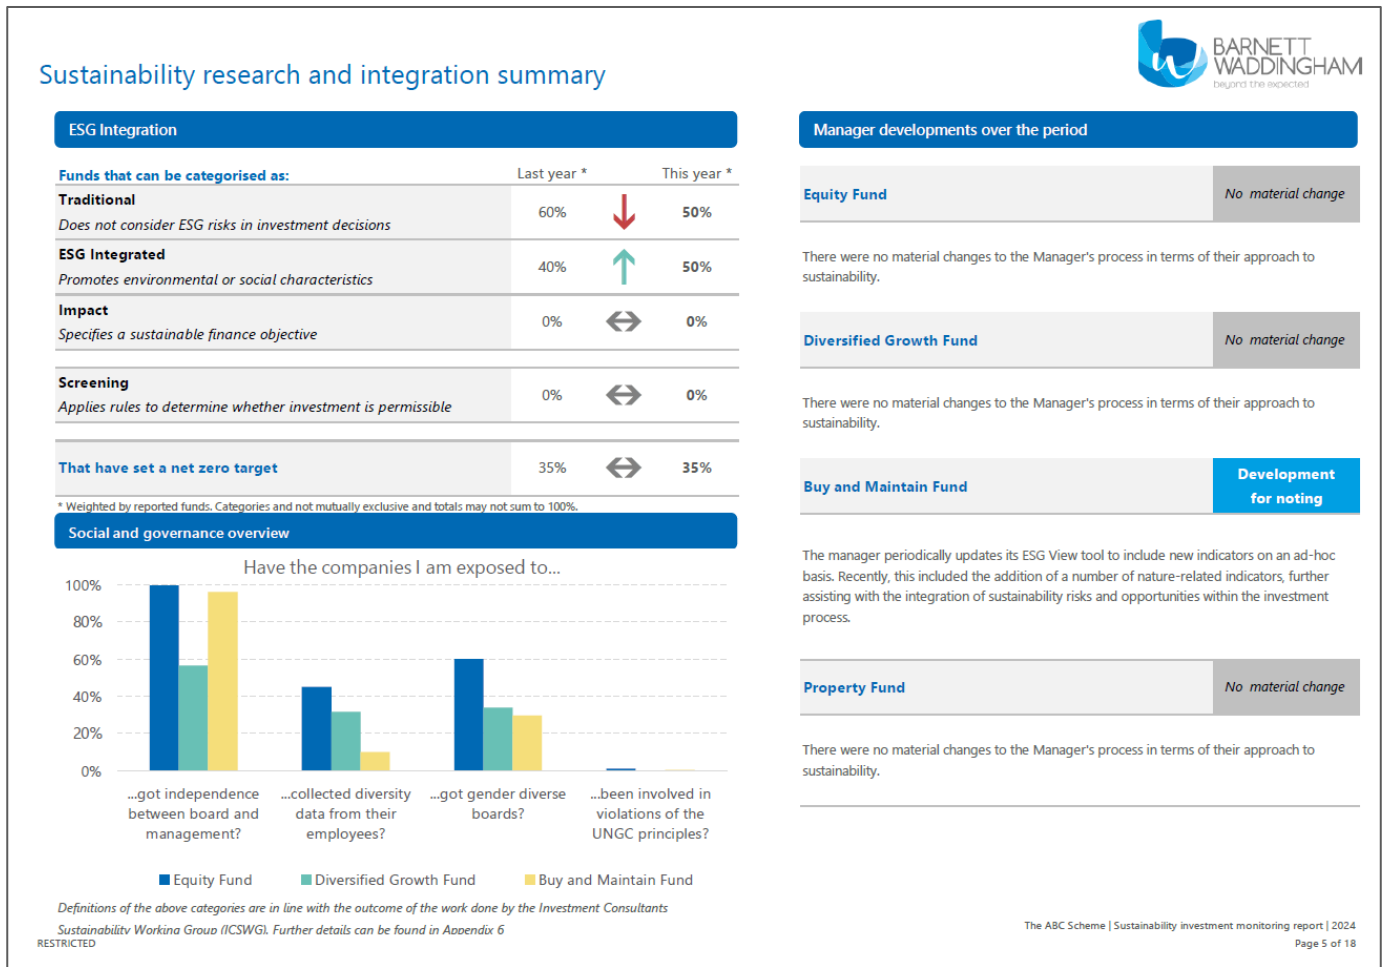 BARNETT
WADDINGHAM
beyond the expected
Sustainability research and integration summary
ESG Integration
Funds that can be categorised as:
Last year *
This year *
Traditional
Does not consider ESG risks in investment decisions
60%
50%
ESG Integrated
Promotes environmental or social characteristics
40%
50%
Impact
Specifies a sustainable finance objective
0%
0%
Screening
Applies rules to determine whether investment is permissible
0%
0%
That have set a net zero target
35%
35%
* Weighted by reported funds. Categories and not mutually exclusive and totals may not sum to 100%.
Social and governance overview
Have the companies I am exposed to...
100%
80%
60%
40%
20%
0%
...got independence
between board and
management?
...collected diversity
data from their
employees?
...got gender diverse
boards?
...been involved in
violations of the
UNGC principles?
Equity Fund
Diversified Growth Fund
Buy and Maintain Fund
Definitions of the above categories are in line with the outcome of the work done by the Investment Consultants
Sustainability Working Group (ICSWG). Further details can be found in Appendix 6
RESTRICTED
Manager developments over the period
Equity Fund
No material change
There were no material changes to the Manager's process in terms of their approach to
sustainability.
Diversified Growth Fund
No material change
There were no material changes to the Manager's process in terms of their approach to
sustainability.
Buy and Maintain Fund
Development
for noting
The manager periodically updates its ESG View tool to include new indicators on an ad-hoc
basis. Recently, this included the addition of a number of nature-related indicators, further
assisting with the integration of sustainability risks and opportunities within the investment
process.
Property Fund
No material change
There were no material changes to the Manager's process in terms of their approach to
sustainability.
The ABC Scheme | Sustainability investment monitoring report | 2024
Page 5 of 18